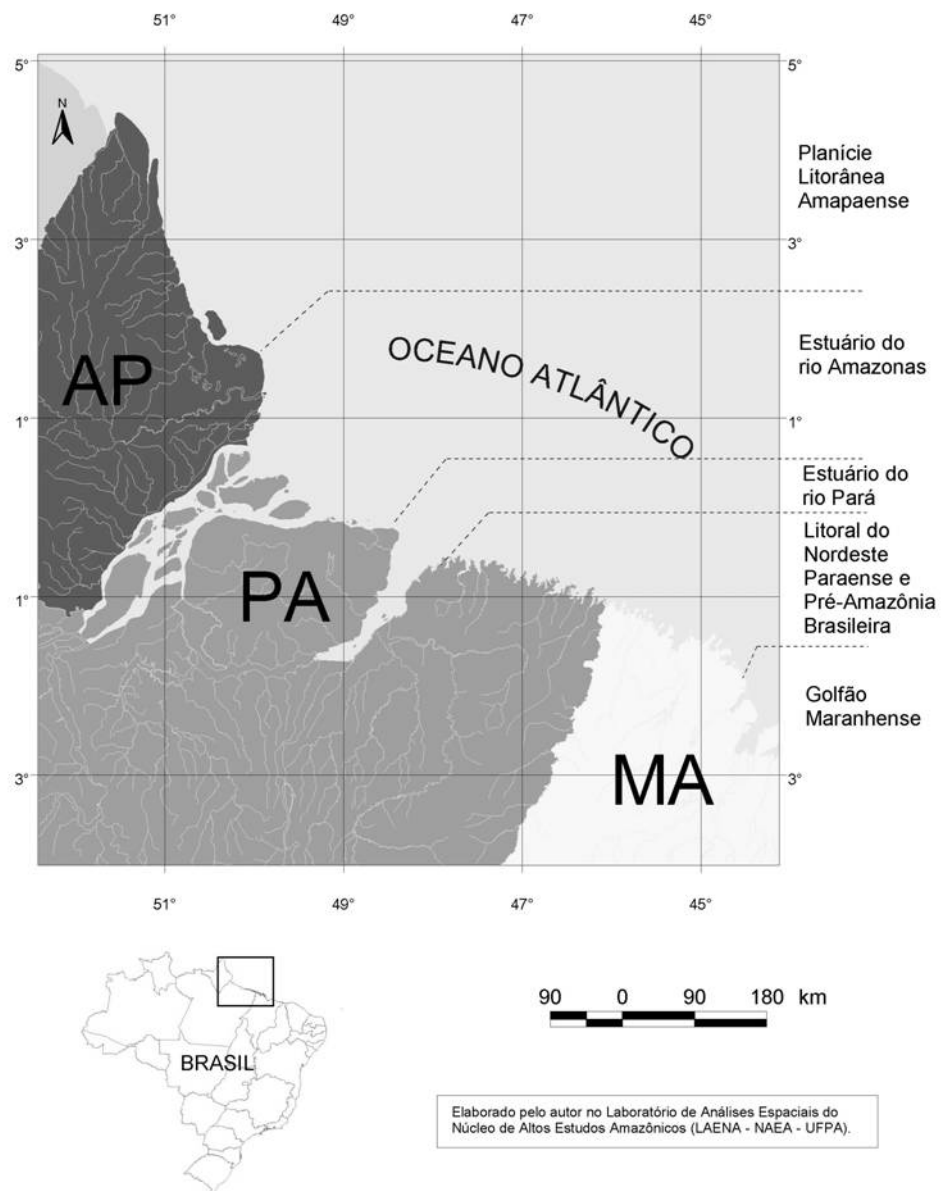 51°
49°
47°
45°
5°
5°
N
Planície
Litorânea
Amapaense
3°
3°
OCEANO ATLÂNTICO
Estuário do
rio Amazonas
AP
1°
1°
Estuário do
rio Pará
Litoral do
Nordeste
Paraense e
Pré-Amazônia
Brasileira
PA
1°
1°
Golfão
Maranhense
MA
3°
3°
51°
49°
47°
45°
90 0 90 180 km
BRASIL
Elaborado pelo autor no Laboratório de Análises Espaciais do
Núcleo de Altos Estudos Amazônicos (LAENA - NAEA - UFPA).